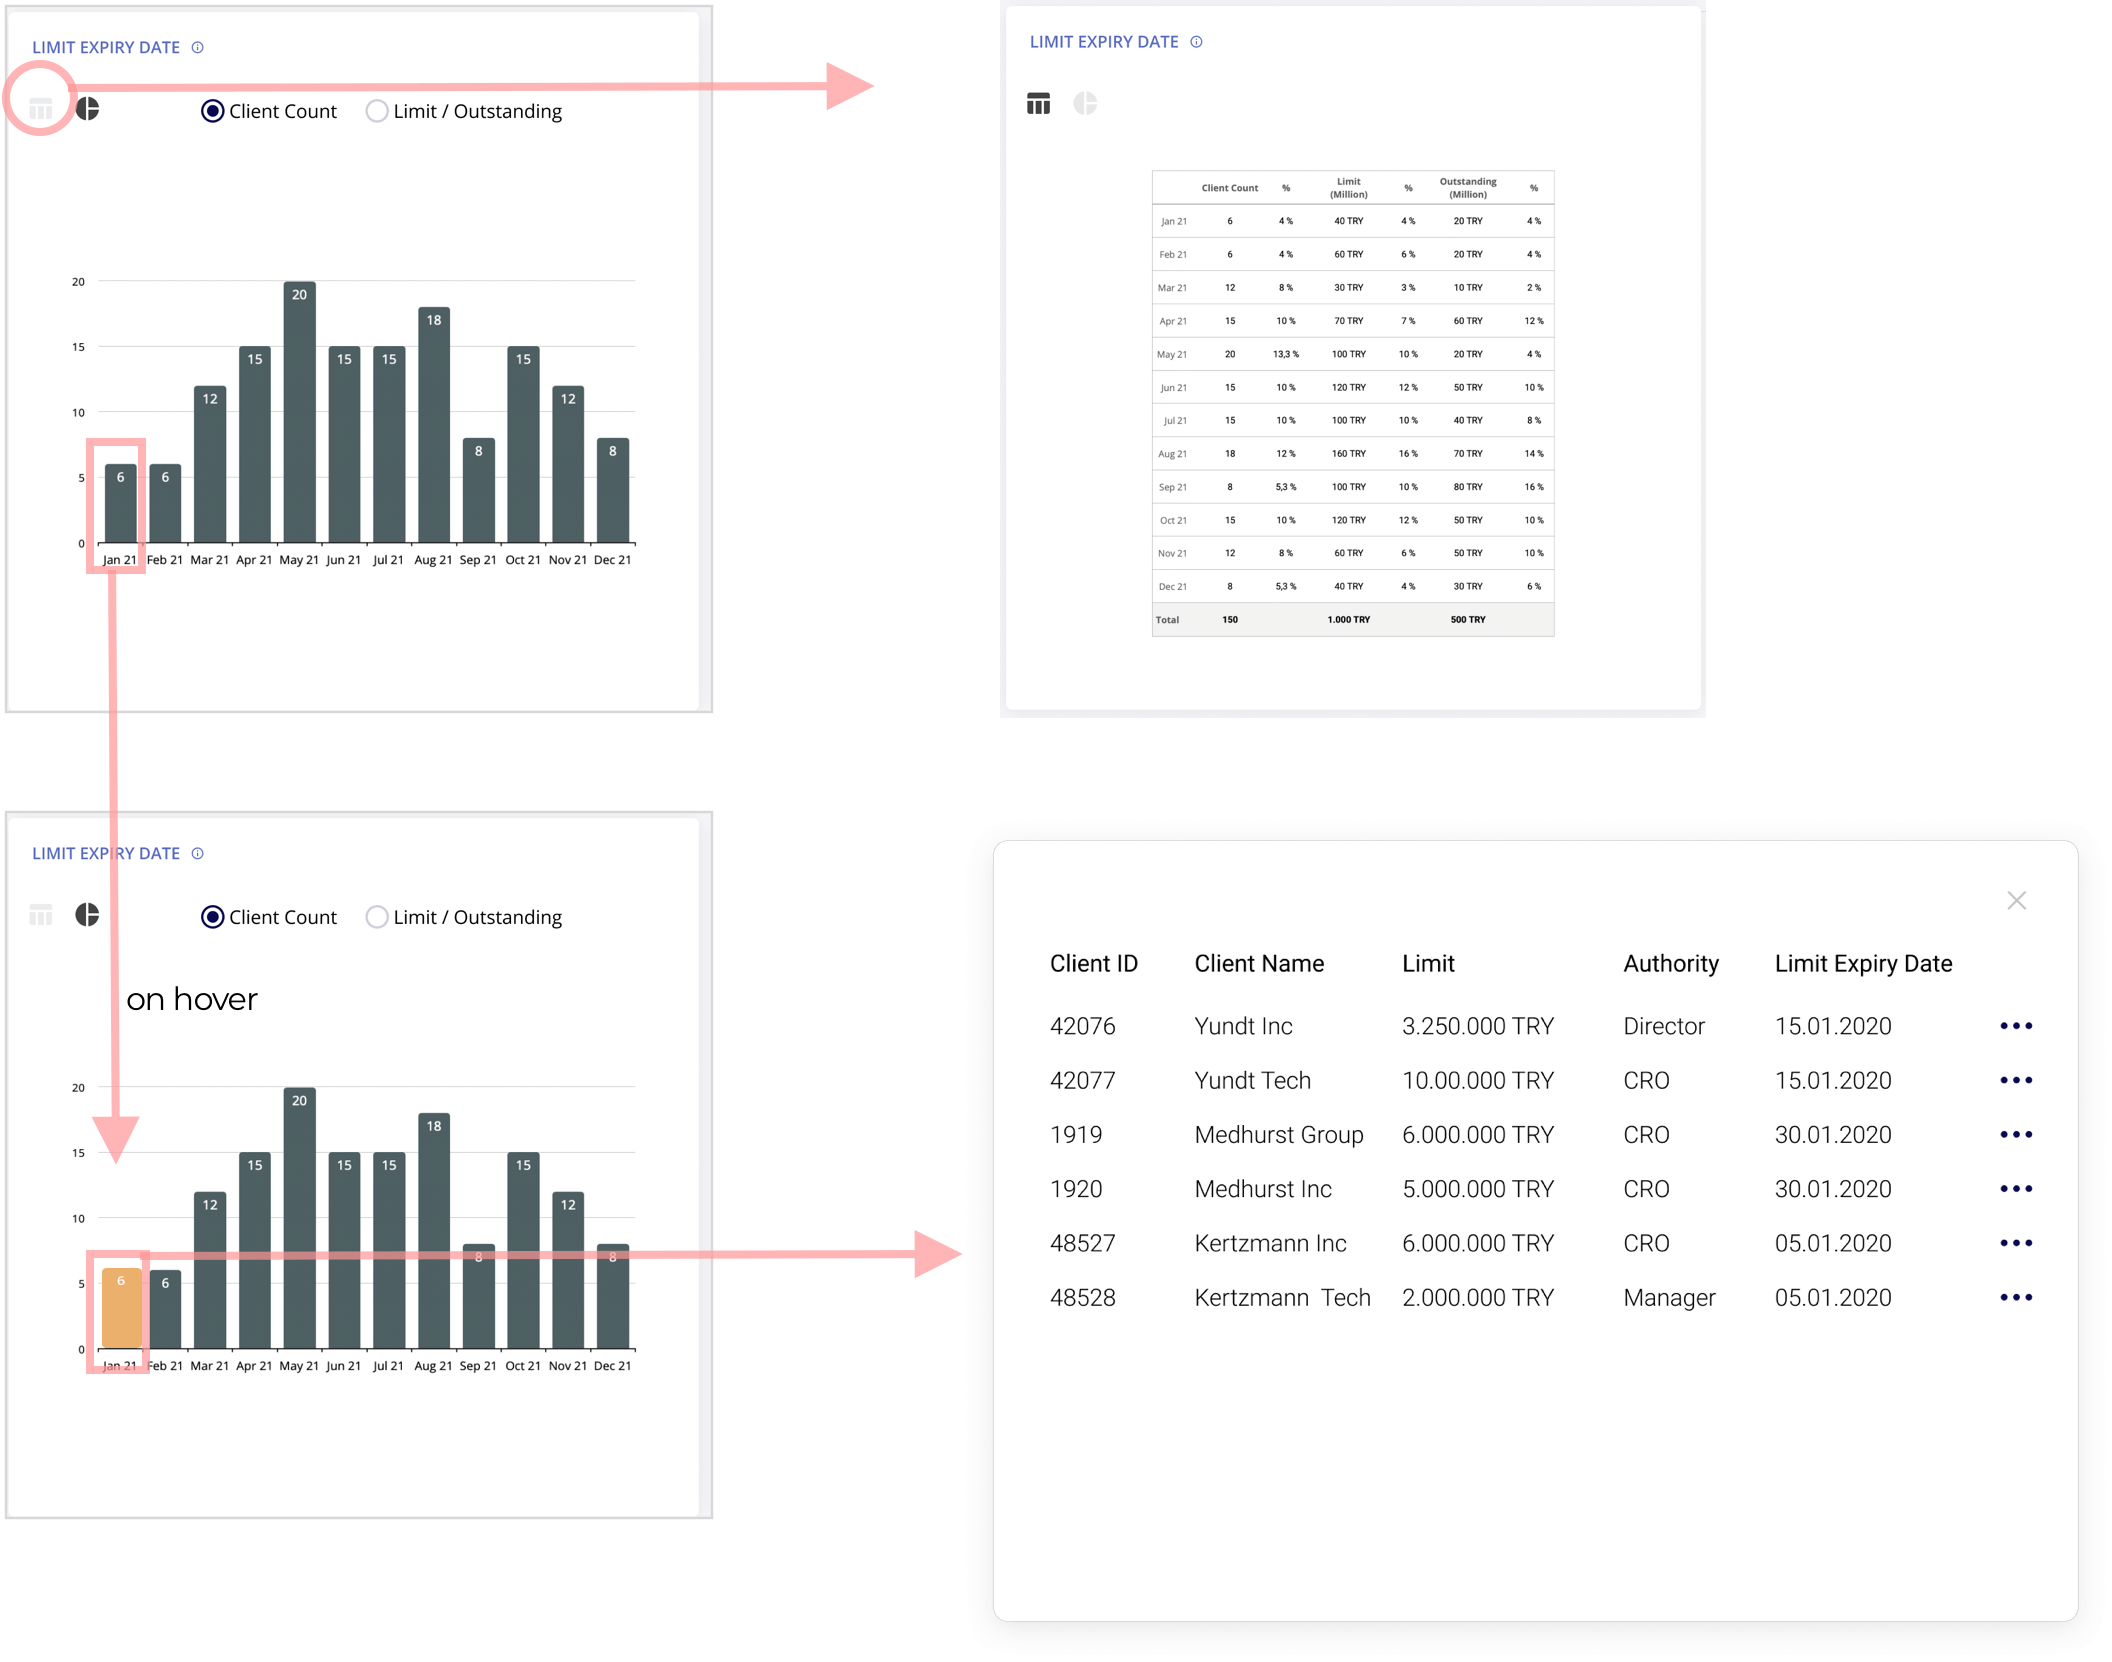 LIMIT EXPIRY DATE
Client Count Limit / Outstanding
20
15
10
5
0
6 6 12 15 20 15 15 18 8 15 12 8
Jan 21 Feb 21 Mar 21 Apr 21 May 21 Jun 21 Jul 21 Aug 21 Sep 21 Oct 21 Nov 21 Dec 21
LIMIT EXPIRY DATE
Client Count % Limit (Million) % Outstanding (Million) %
Jan 21 6 4 % 40 TRY 4 % 20 TRY 4 %
Feb 21 6 4 % 60 TRY 6 % 20 TRY 4 %
Mar 21 12 8 % 30 TRY 3 % 10 TRY 2 %
Apr 21 15 10 % 70 TRY 7 % 60 TRY 12 %
May 21 20 13,3 % 100 TRY 10 % 20 TRY 4 %
Jun 21 15 10 % 120 TRY 12 % 50 TRY 10 %
Jul 21 15 10 % 100 TRY 10 % 40 TRY 8 %
Aug 21 18 12 % 160 TRY 16 % 70 TRY 14 %
Sep 21 8 5,3 % 100 TRY 10 % 80 TRY 16 %
Oct 21 15 10 % 120 TRY 12 % 50 TRY 10 %
Nov 21 12 8 % 60 TRY 6 % 50 TRY 10 %
Dec 21 8 5,3 % 40 TRY 4 % 30 TRY 6 %
Total 150 1.000 TRY 500 TRY
LIMIT EXPIRY DATE
Client Count Limit / Outstanding
on hover
20
15
10
5
0
6 6 12 15 20 15 15 18 8 15 12 8
Jan 21 Feb 21 Mar 21 Apr 21 May 21 Jun 21 Jul 21 Aug 21 Sep 21 Oct 21 Nov 21 Dec 21
Client ID Client Name Limit Authority Limit Expiry Date
42076 Yundt Inc 3.250.000 TRY Director 15.01.2020
42077 Yundt Tech 10.00.000 TRY CRO 15.01.2020
1919 Medhurst Group 6.000.000 TRY CRO 30.01.2020
1920 Medhurst Inc 5.000.000 TRY CRO 30.01.2020
48527 Kertzmann Inc 6.000.000 TRY CRO 05.01.2020
48528 Kertzmann Tech 2.000.000 TRY Manager 05.01.2020